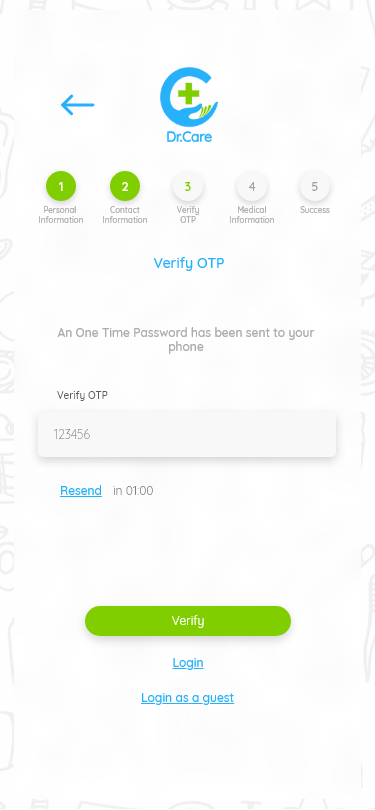 Dr.Care
1 2 3 4 5
Personal Information
Contact Information
Verify OTP
Medical Information
Success
Verify OTP
An One Time Password has been sent to your
phone
Verify OTP
123456
Resend in 01:00
Verify
Login
Login as a guest